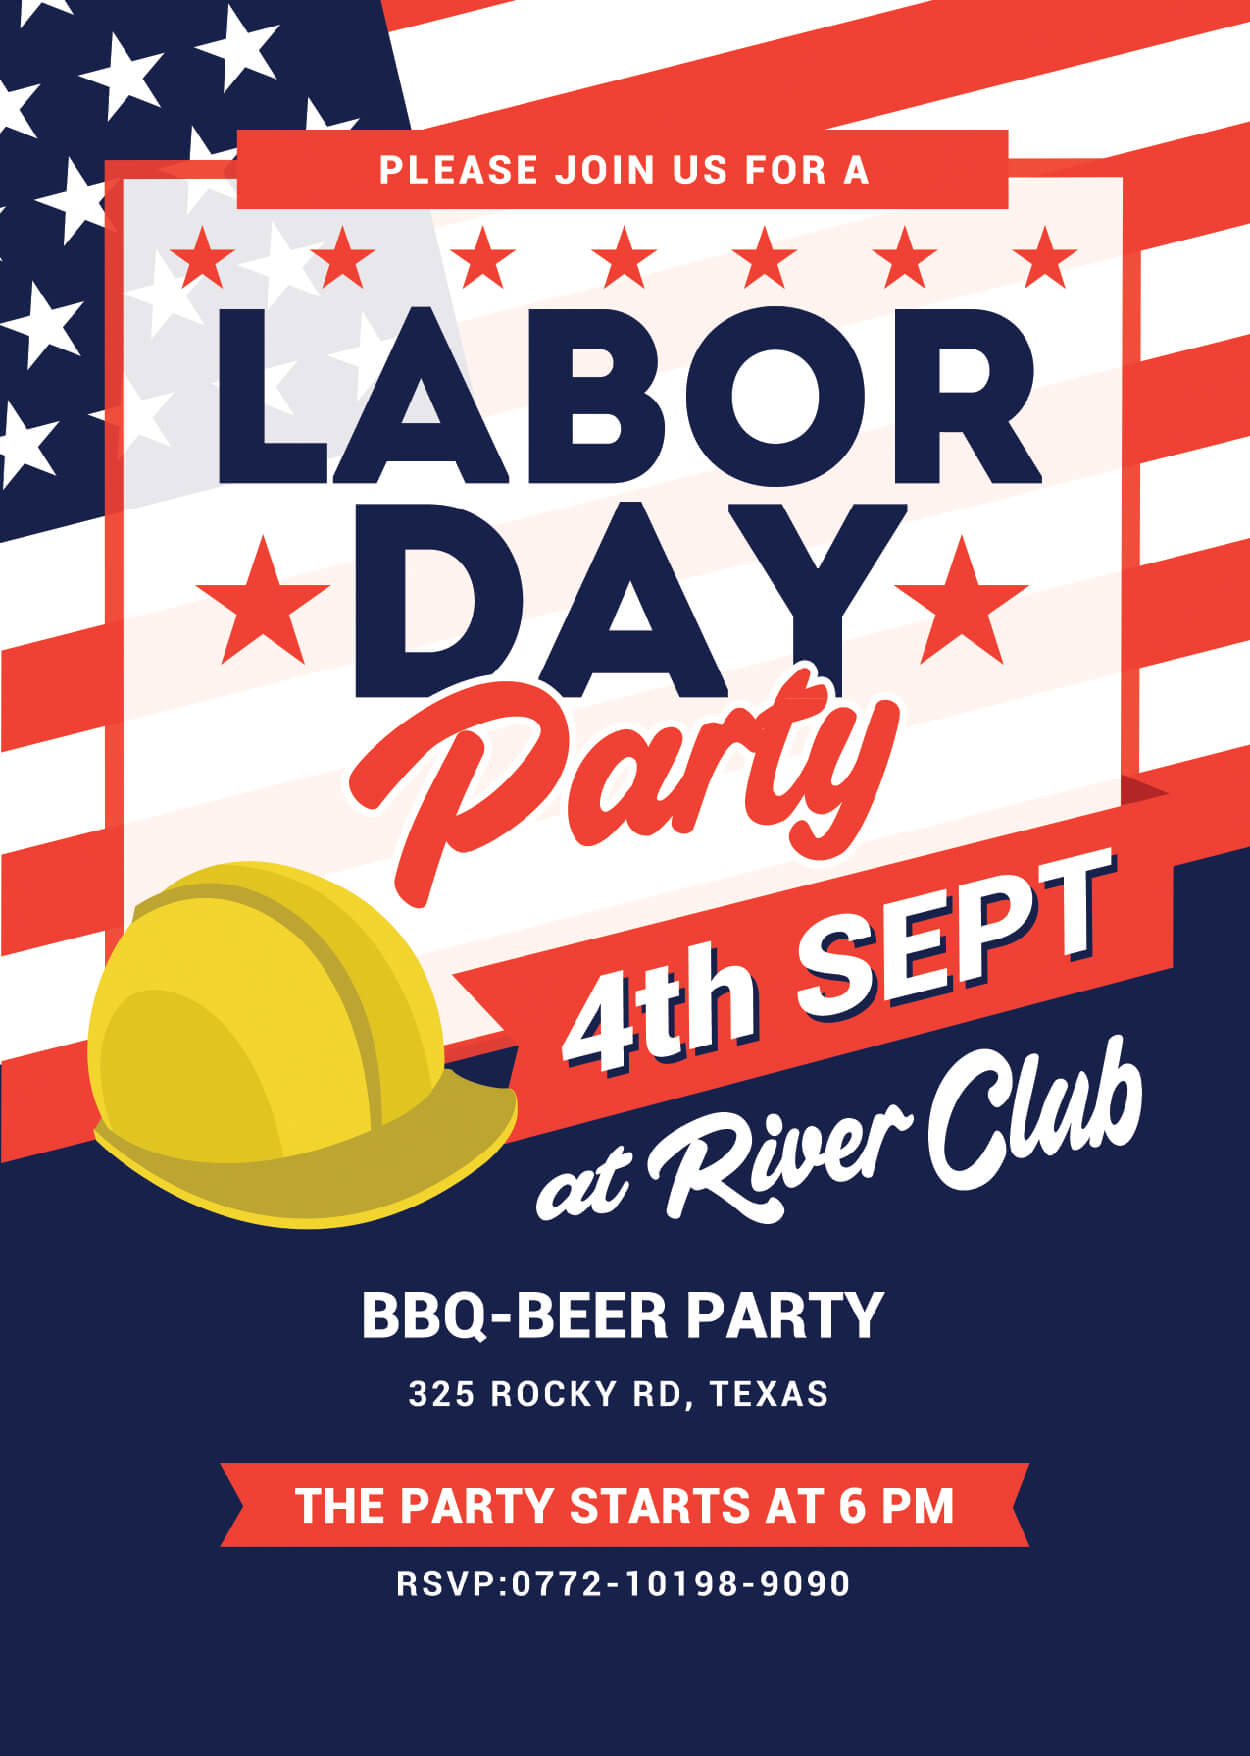 PLEASE JOIN US FOR A
LABOR
DAY
Party
4th SEPT
at River Club
BBQ-BEER PARTY
325 ROCKY RD, TEXAS
THE PARTY STARTS AT 6 PM
RSVP:0772-10198-9090